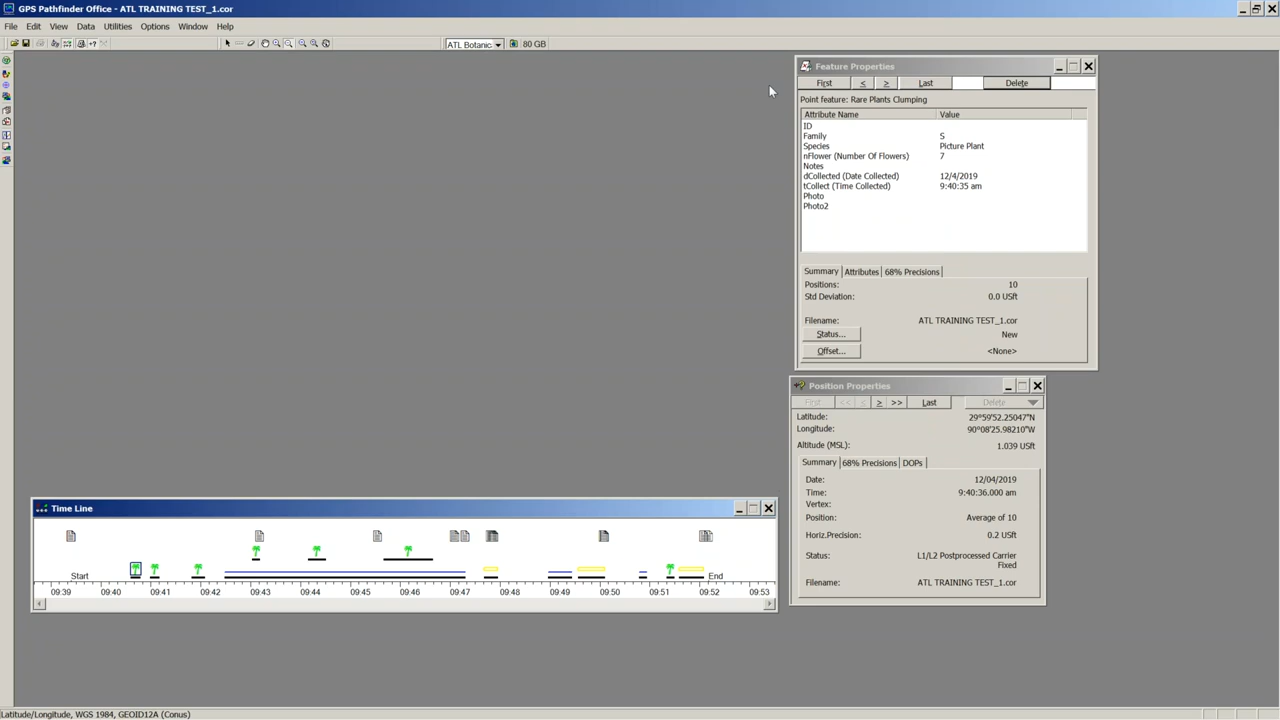 GPS Pathfinder Office - ATL TRAINING TEST_1.cor
File Edit View Data Utilities Options Window Help
ATL Botanic 80 GB
Feature Properties
First < > Last Delete
Point feature: Rare Plants Clumping
Attribute Name Value
ID
Family S
Species Picture Plant
nFlower (Number Of Flowers) 7
Notes
dCollected (Date Collected) 12/4/2019
tCollect (Time Collected) 9:40:35 am
Photo
Photo2
Summary Attributes 68% Precisions
Positions: 10
Std Deviation: 0.0 USft
Filename: ATL TRAINING TEST_1.cor
Status... New
Offset... <None>
Position Properties
First << < > >> Last Delete
Latitude: 29°59'52.25047"N
Longitude: 90°08'25.98210"W
Altitude (MSL): 1.039 USft
Summary 68% Precisions DOPs
Date: 12/04/2019
Time: 9:40:36.000 am
Vertex:
Position: Average of 10
Horiz.Precision: 0.2 USft
Status: L1/L2 Postprocessed Carrier
Fixed
Filename: ATL TRAINING TEST_1.cor
Time Line
Start End
09:39 09:40 09:41 09:42 09:43 09:44 09:45 09:46 09:47 09:48 09:49 09:50 09:51 09:52 09:53
Latitude/Longitude, WGS 1984, GEOID12A (Conus)